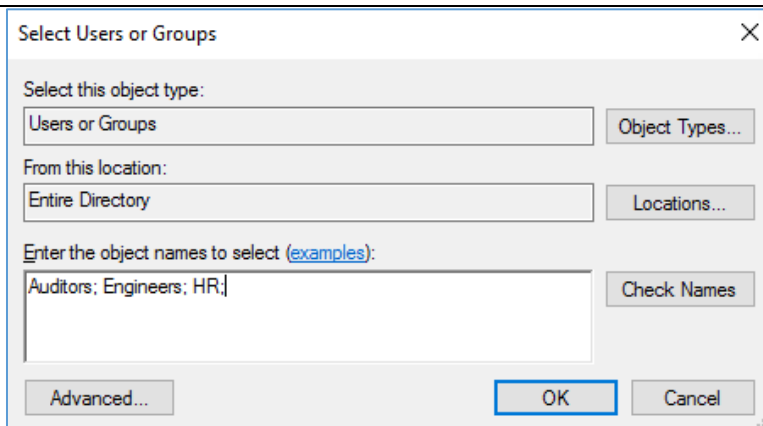 Select Users or Groups
Select this object type:
Users or Groups
Object Types...
From this location:
Entire Directory
Locations...
Enter the object names to select (examples):
Auditors; Engineers; HR;
Check Names
Advanced...
OK
Cancel